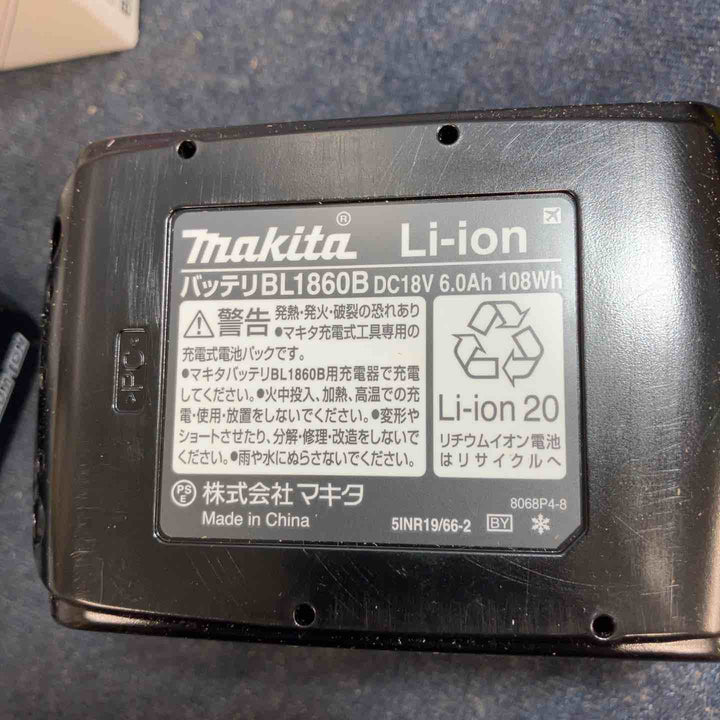 makita® Li-ion
バッテリBL1860B DC18V 6.0Ah 108Wh
警告 発熱・発火・破裂の恐れあり
●マキタ充電式工具専用の
充電式電池パックです。
●マキタバッテリBL1860B用充電器で充電
してください。●火中投入、加熱、高温での充
電・使用・放置をしないでください。●変形や
ショートさせたり、分解・修理・改造をしないで
ください。●雨や水にぬらさないでください。
Li-ion 20
リチウムイオン電池
はリサイクルへ
PS
E 株式会社マキタ
Made in China
8068P4-8
5INR19/66-2 BY
PC